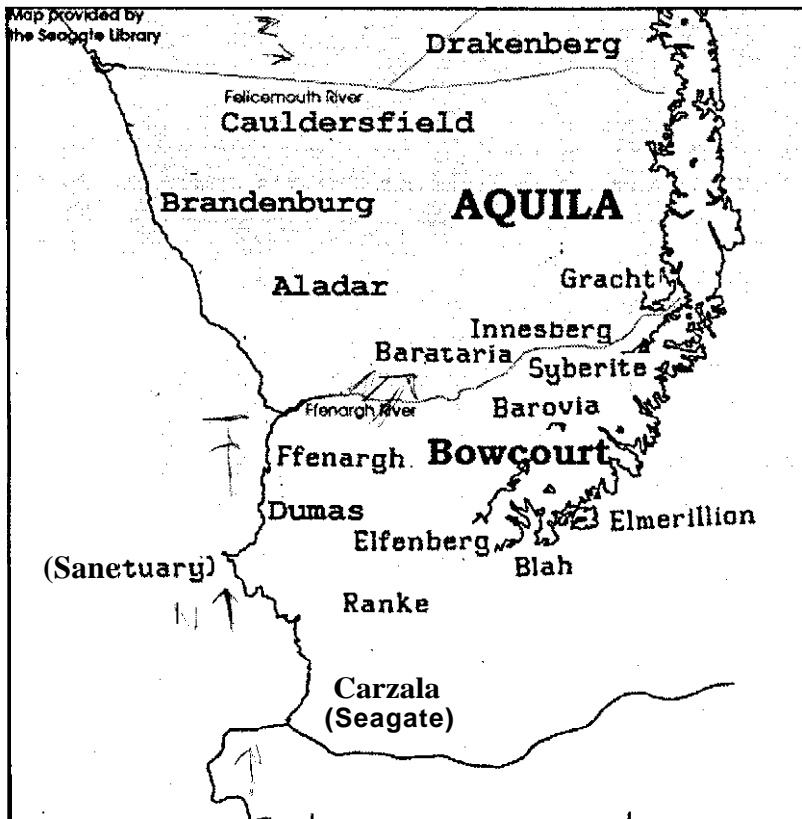 Map provided by
the Seagate Library
N
Drakenberg
Felicemouth River
Cauldersfield
Brandenburg
AQUILA
Aladar
Gracht
Innesberg
Barataria
Syberite
Ffenargh River
Barovia
Ffenargh
Bowcourt
Dumas
Elmerillion
Elfenberg
(Sanetuary)
Blah
N
Ranke
Carzala
(Seagate)